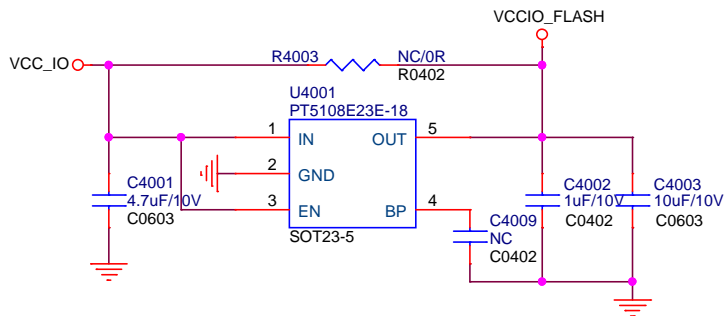 VCCIO_FLASH
VCC_IO
R4003
NC/0R
R0402
U4001
PT5108E23E-18
1
IN
OUT
5
2
GND
3
EN
BP
4
SOT23-5
C4001
4.7uF/10V
C0603
C4009
NC
C0402
C4002
1uF/10V
C0402
C4003
10uF/10V
C0603